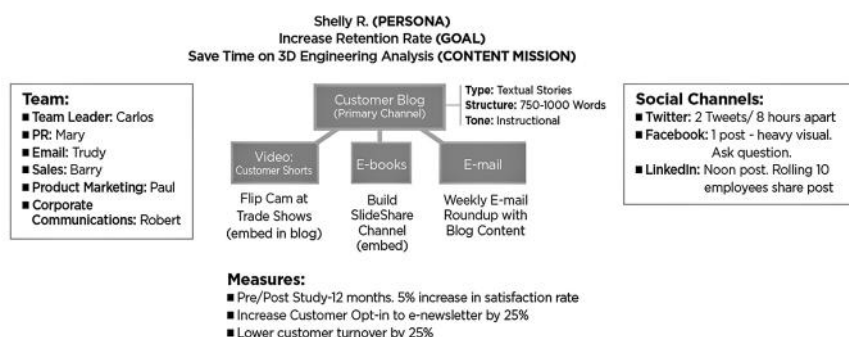 Shelly R. (PERSONA)
Increase Retention Rate (GOAL)
Save Time on 3D Engineering Analysis (CONTENT MISSION)
Team:
■ Team Leader: Carlos
■ PR: Mary
■ Email: Trudy
■ Sales: Barry
■ Product Marketing: Paul
■ Corporate
Communications: Robert
Customer Blog
(Primary Channel)
Type: Textual Stories
Structure: 750-1000 Words
Tone: Instructional
Video:
Customer Shorts
E-books
E-mail
Flip Cam at
Trade Shows
(embed in blog)
Build
SlideShare
Channel
(embed)
Weekly E-mail
Roundup with
Blog Content
Social Channels:
■ Twitter: 2 Tweets/ 8 hours apart
■ Facebook: 1 post - heavy visual.
Ask question.
■ LinkedIn: Noon post. Rolling 10
employees share post
Measures:
■ Pre/Post Study-12 months. 5% increase in satisfaction rate
■ Increase Customer Opt-in to e-newsletter by 25%
■ Lower customer turnover by 25%